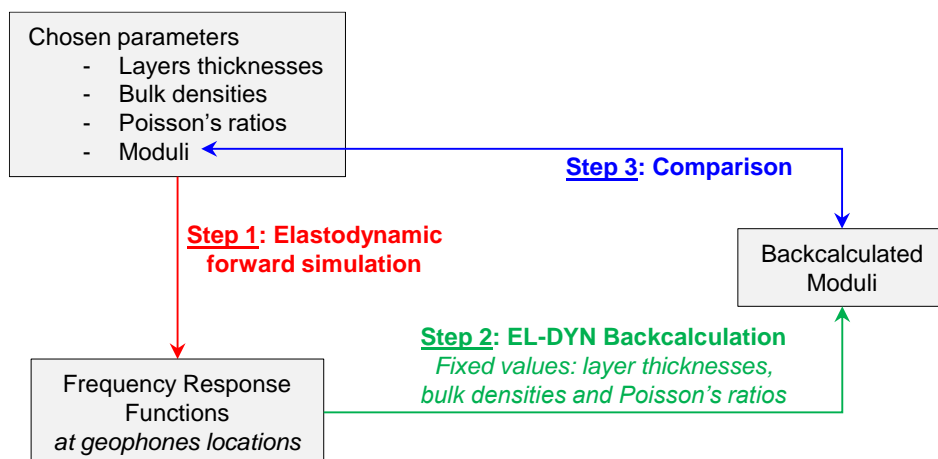 Chosen parameters
- Layers thicknesses
- Bulk densities
- Poisson's ratios
- Moduli
Step 3: Comparison
Step 1: Elastodynamic
forward simulation
Backcalculated
Moduli
Step 2: EL-DYN Backcalculation
Fixed values: layer thicknesses,
bulk densities and Poisson's ratios
Frequency Response
Functions
at geophones locations